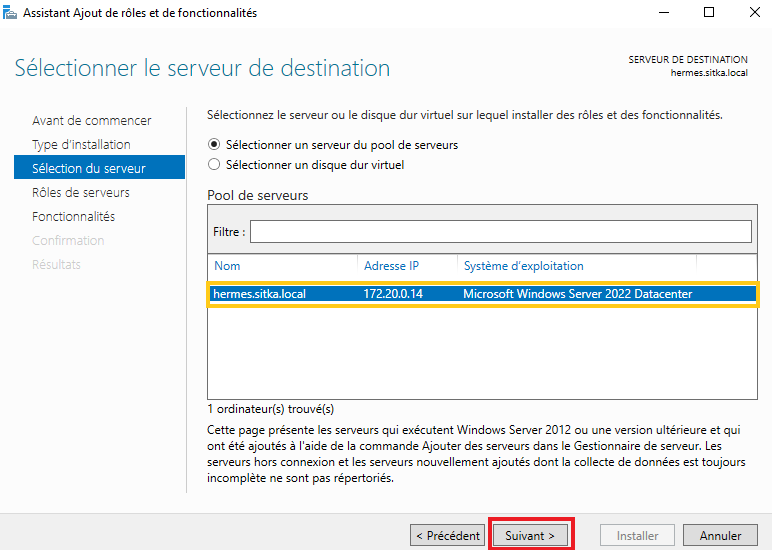 Assistant Ajout de rôles et de fonctionnalités
Sélectionner le serveur de destination
SERVEUR DE DESTINATION
hermes.sitka.local
Avant de commencer
Type d'installation
Sélection du serveur
Rôles de serveurs
Fonctionnalités
Confirmation
Résultats
Sélectionnez le serveur ou le disque dur virtuel sur lequel installer des rôles et des fonctionnalités.
Sélectionner un serveur du pool de serveurs
Sélectionner un disque dur virtuel
Pool de serveurs
Filtre :
Nom Adresse IP Système d'exploitation
hermes.sitka.local 172.20.0.14 Microsoft Windows Server 2022 Datacenter
1 ordinateur(s) trouvé(s)
Cette page présente les serveurs qui exécutent Windows Server 2012 ou une version ultérieure et qui
ont été ajoutés à l'aide de la commande Ajouter des serveurs dans le Gestionnaire de serveur. Les
serveurs hors connexion et les serveurs nouvellement ajoutés dont la collecte de données est toujours
incomplète ne sont pas répertoriés.
< Précédent Suivant > Installer Annuler